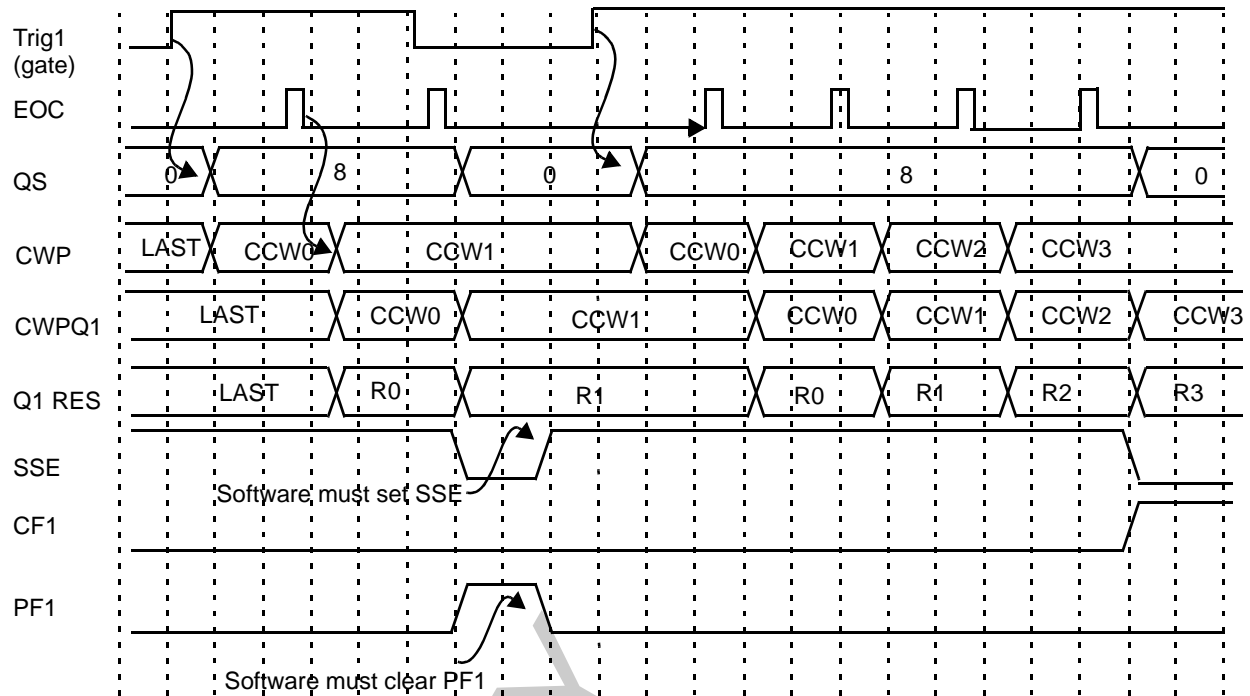 Trig1
(gate)
EOC
QS 0 8 0 8 0
CWP LAST CCW0 CCW1 CCW0 CCW1 CCW2 CCW3
CWPQ1 LAST CCW0 CCW1 CCW0 CCW1 CCW2 CCW3
Q1 RES LAST R0 R1 R0 R1 R2 R3
SSE
Software must set SSE
CF1
PF1
Software must clear PF1